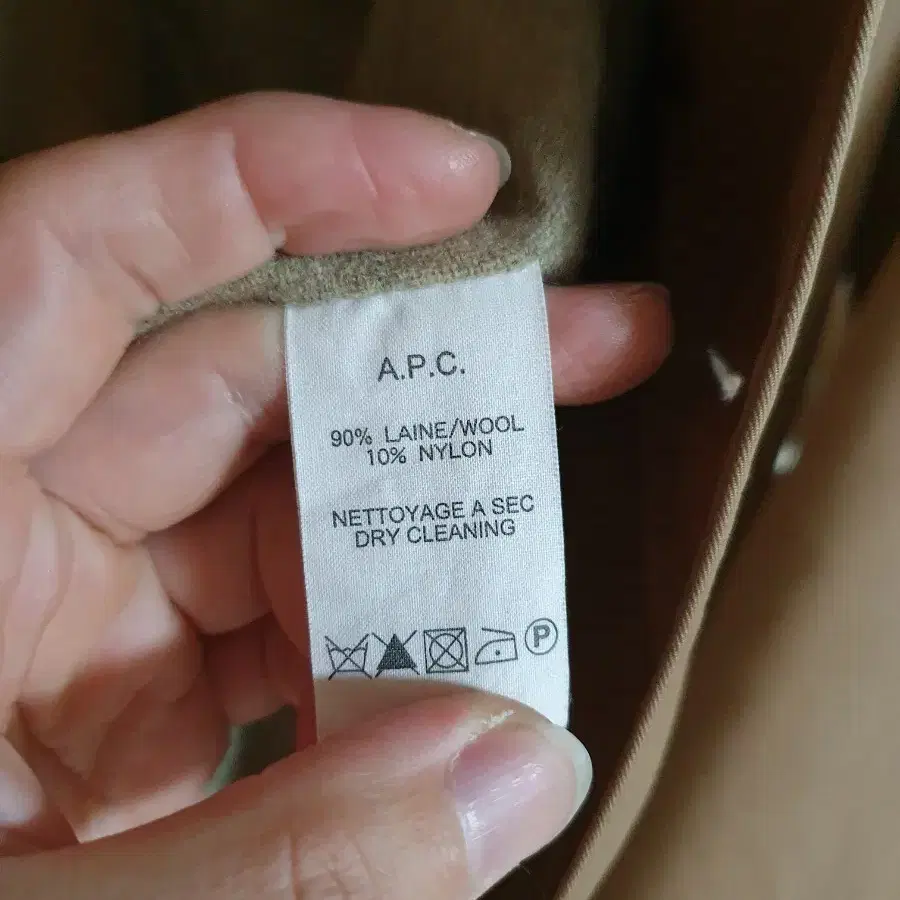 A.P.C.
90% LAINE/WOOL
10% NYLON
NETTOYAGE A SEC
DRY CLEANING
P